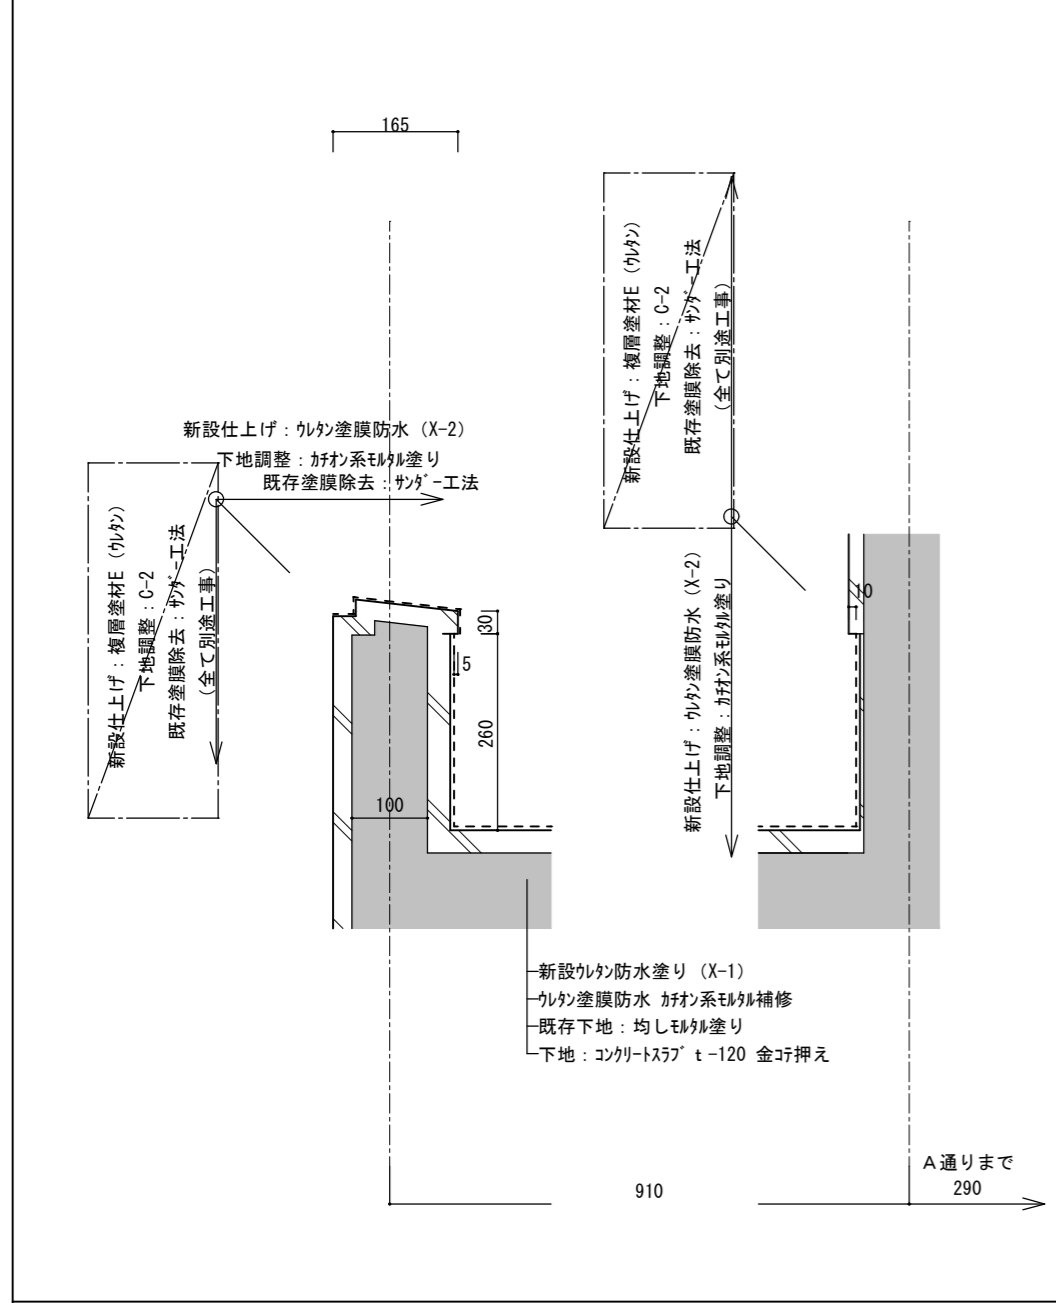 165
新設仕上げ：複層塗材E（ｳﾚﾀﾝ）
下地調整：C-2
既存塗膜除去：ｻﾝﾀﾞｰ工法
（全て別途工事）
新設仕上げ：ｳﾚﾀﾝ塗膜防水（X-2）
下地調整：ｶﾁｵﾝ系ﾓﾙﾀﾙ塗り
既存塗膜除去：ｻﾝﾀﾞｰ工法
新設仕上げ：複層塗材E（ｳﾚﾀﾝ）
下地調整：C-2
既存塗膜除去：ｻﾝﾀﾞｰ工法
（全て別途工事）
新設仕上げ：ｳﾚﾀﾝ塗膜防水（X-2）
下地調整：ｶﾁｵﾝ系ﾓﾙﾀﾙ塗り
10
30
5
260
100
新設ｳﾚﾀﾝ防水塗り（X-1）
ｳﾚﾀﾝ塗膜防水 ｶﾁｵﾝ系ﾓﾙﾀﾙ補修
既存下地：均しﾓﾙﾀﾙ塗り
下地：ｺﾝｸﾘｰﾄｽﾗﾌﾞ t-120 金ｺﾃ押え
A通りまで
910
290